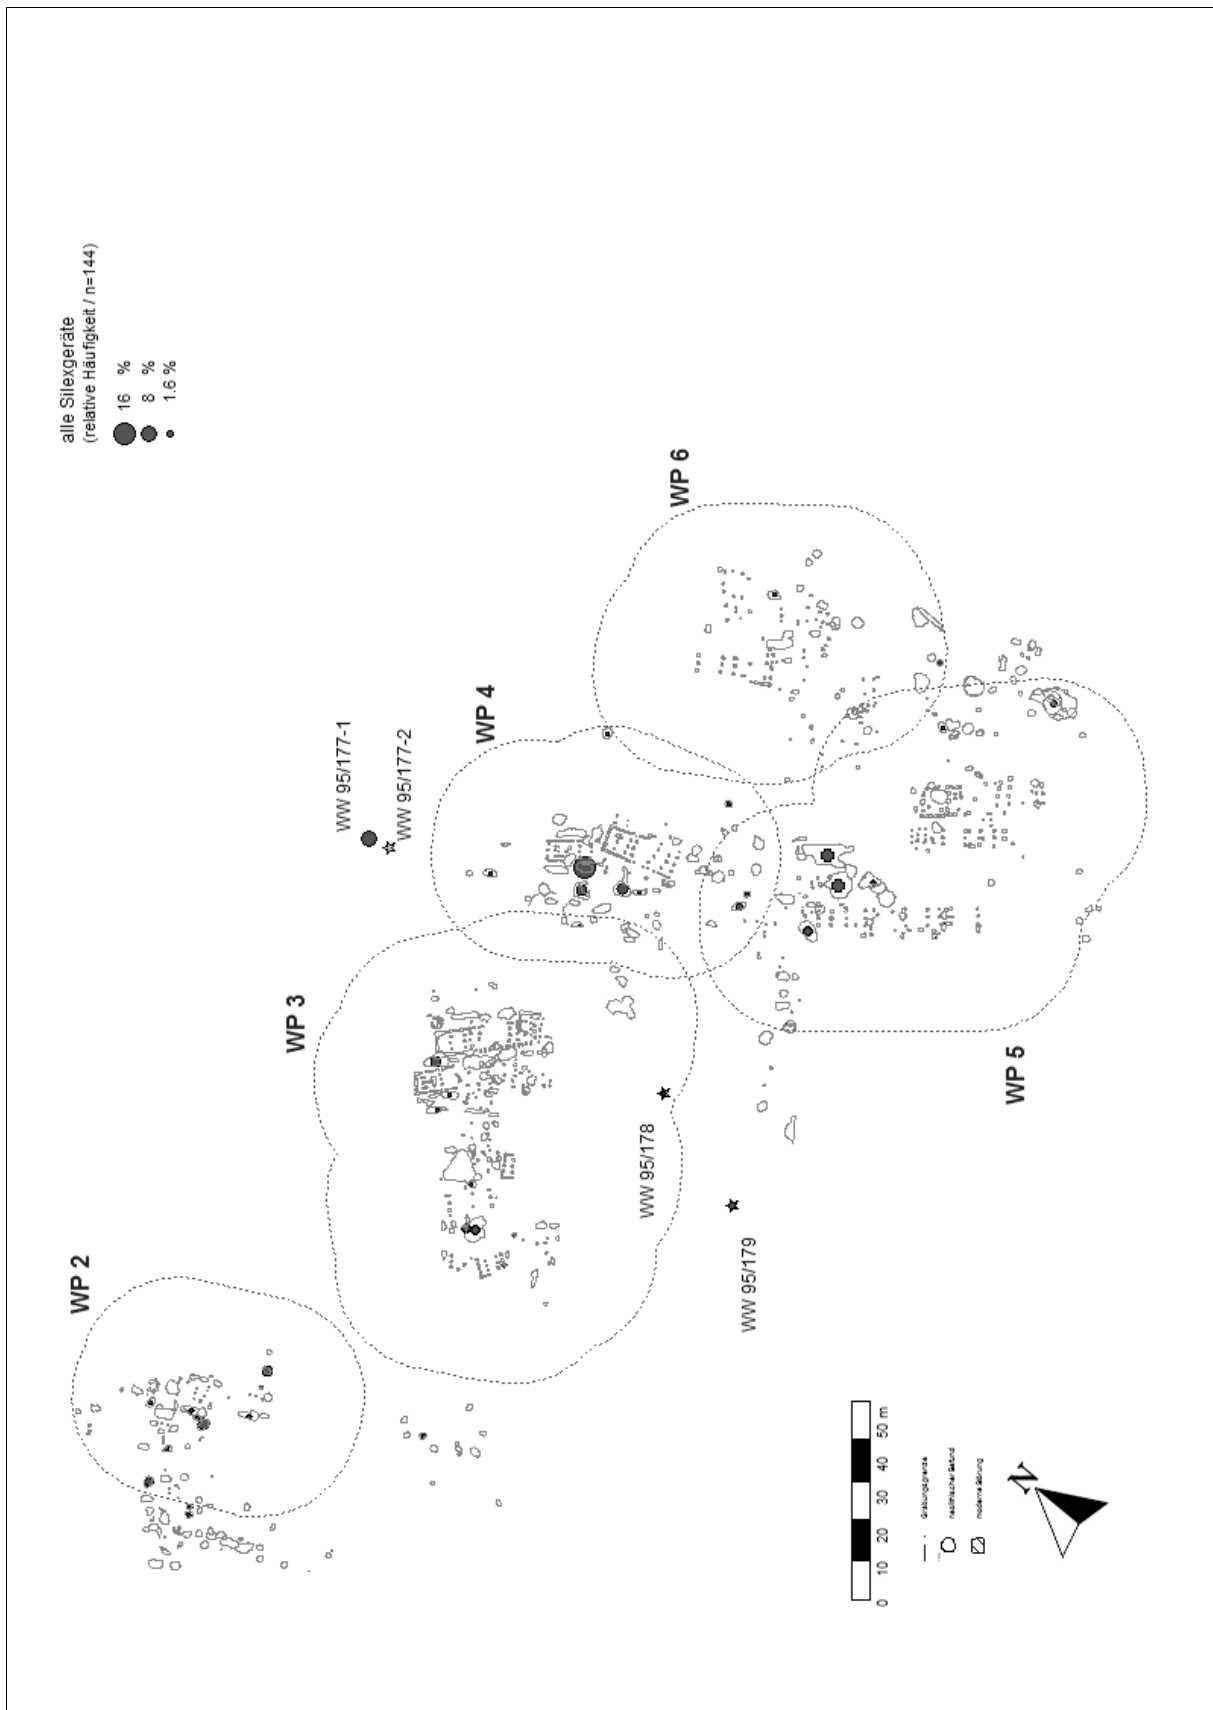 alle Silexgeräte
(relative Häufigkeit / n=144)
16 %
8 %
1.6 %
WP 6
WP 4
WW 95/177-1
WW 95/177-2
WP 3
WP 5
WW 95/178
WW 95/179
WP 2
0 10 20 30 40 50 m
Grabungsgrenze
neolithischer Befund
moderne Störung
N